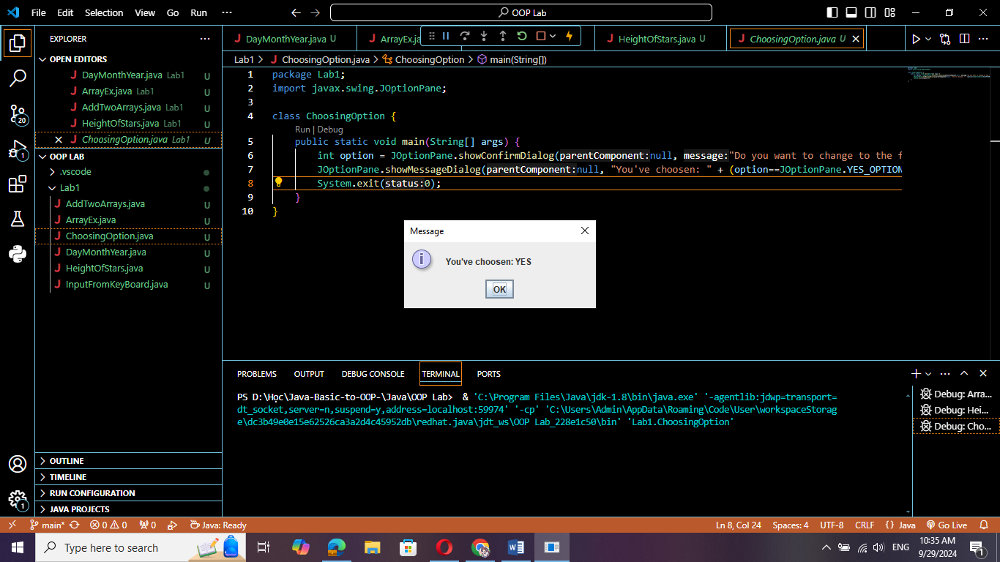 File Edit Selection View Go Run ···
OOP Lab
EXPLORER ···
OPEN EDITORS
DayMonthYear.java Lab1 U
ArrayEx.java Lab1 U
AddTwoArrays.java Lab1 U
HeightOfStars.java Lab1 U
ChoosingOption.java Lab1 U
OOP LAB
.vscode
Lab1
AddTwoArrays.java U
ArrayEx.java U
ChoosingOption.java U
DayMonthYear.java U
HeightOfStars.java U
InputFromKeyBoard.java U
OUTLINE
TIMELINE
RUN CONFIGURATION
JAVA PROJECTS
20
1
1
DayMonthYear.java U
ArrayEx.ja
HeightOfStars.java U
ChoosingOption.java U
Lab1 > ChoosingOption.java > ChoosingOption > main(String[])
1 package Lab1;
2 import javax.swing.JOptionPane;
3
4 class ChoosingOption {
Run | Debug
5 public static void main(String[] args) {
6 int option = JOptionPane.showConfirmDialog(parentComponent:null, message:"Do you want to change to the f
7 JOptionPane.showMessageDialog(parentComponent:null, "You've choosen: " + (option==JOptionPane.YES_OPTION
8 System.exit(status:0);
9 }
10 }
Message
You've choosen: YES
OK
PROBLEMS OUTPUT DEBUG CONSOLE TERMINAL PORTS
PS D:\Học\Java-Basic-to-OOP-\Java\OOP Lab> & 'C:\Program Files\Java\jdk-1.8\bin\java.exe' '-agentlib:jdwp=transport=
dt_socket,server=n,suspend=y,address=localhost:59974' '-cp' 'C:\Users\Admin\AppData\Roaming\Code\User\workspaceStorag
e\dc3b49e0e15e62526ca3a2d4c45952db\redhat.java\jdt_ws\OOP Lab_228e1c50\bin' 'Lab1.ChoosingOption'
Debug: Arra...
Debug: Hei...
Debug: Cho...
main* 0 0 0 Java: Ready
Ln 8, Col 24 Spaces: 4 UTF-8 CRLF {} Java Go Live
Type here to search
ENG
10:35 AM
9/29/2024
1